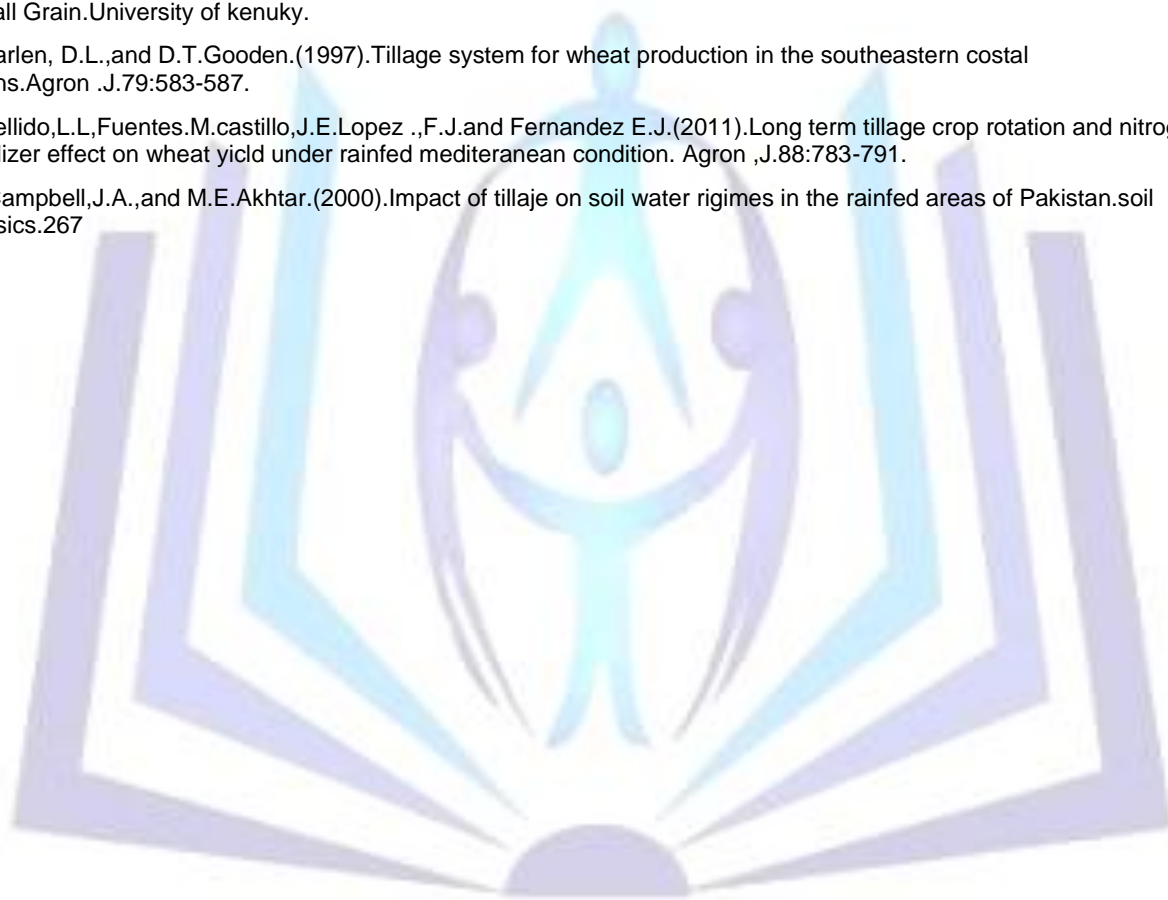 all Grain.University of kenuky.
arlen, D.L.,and D.T.Gooden.(1997).Tillage system for wheat production in the southeastern costal
ns.Agron .J.79:583-587.
ellido,L.L,Fuentes.M.castillo,J.E.Lopez .,F.J.and Fernandez E.J.(2011).Long term tillage crop rotation and nitrog
lizer effect on wheat yicld under rainfed mediteranean condition. Agron ,J.88:783-791.
Campbell,J.A.,and M.E.Akhtar.(2000).Impact of tillaje on soil water rigimes in the rainfed areas of Pakistan.soil
sics.267